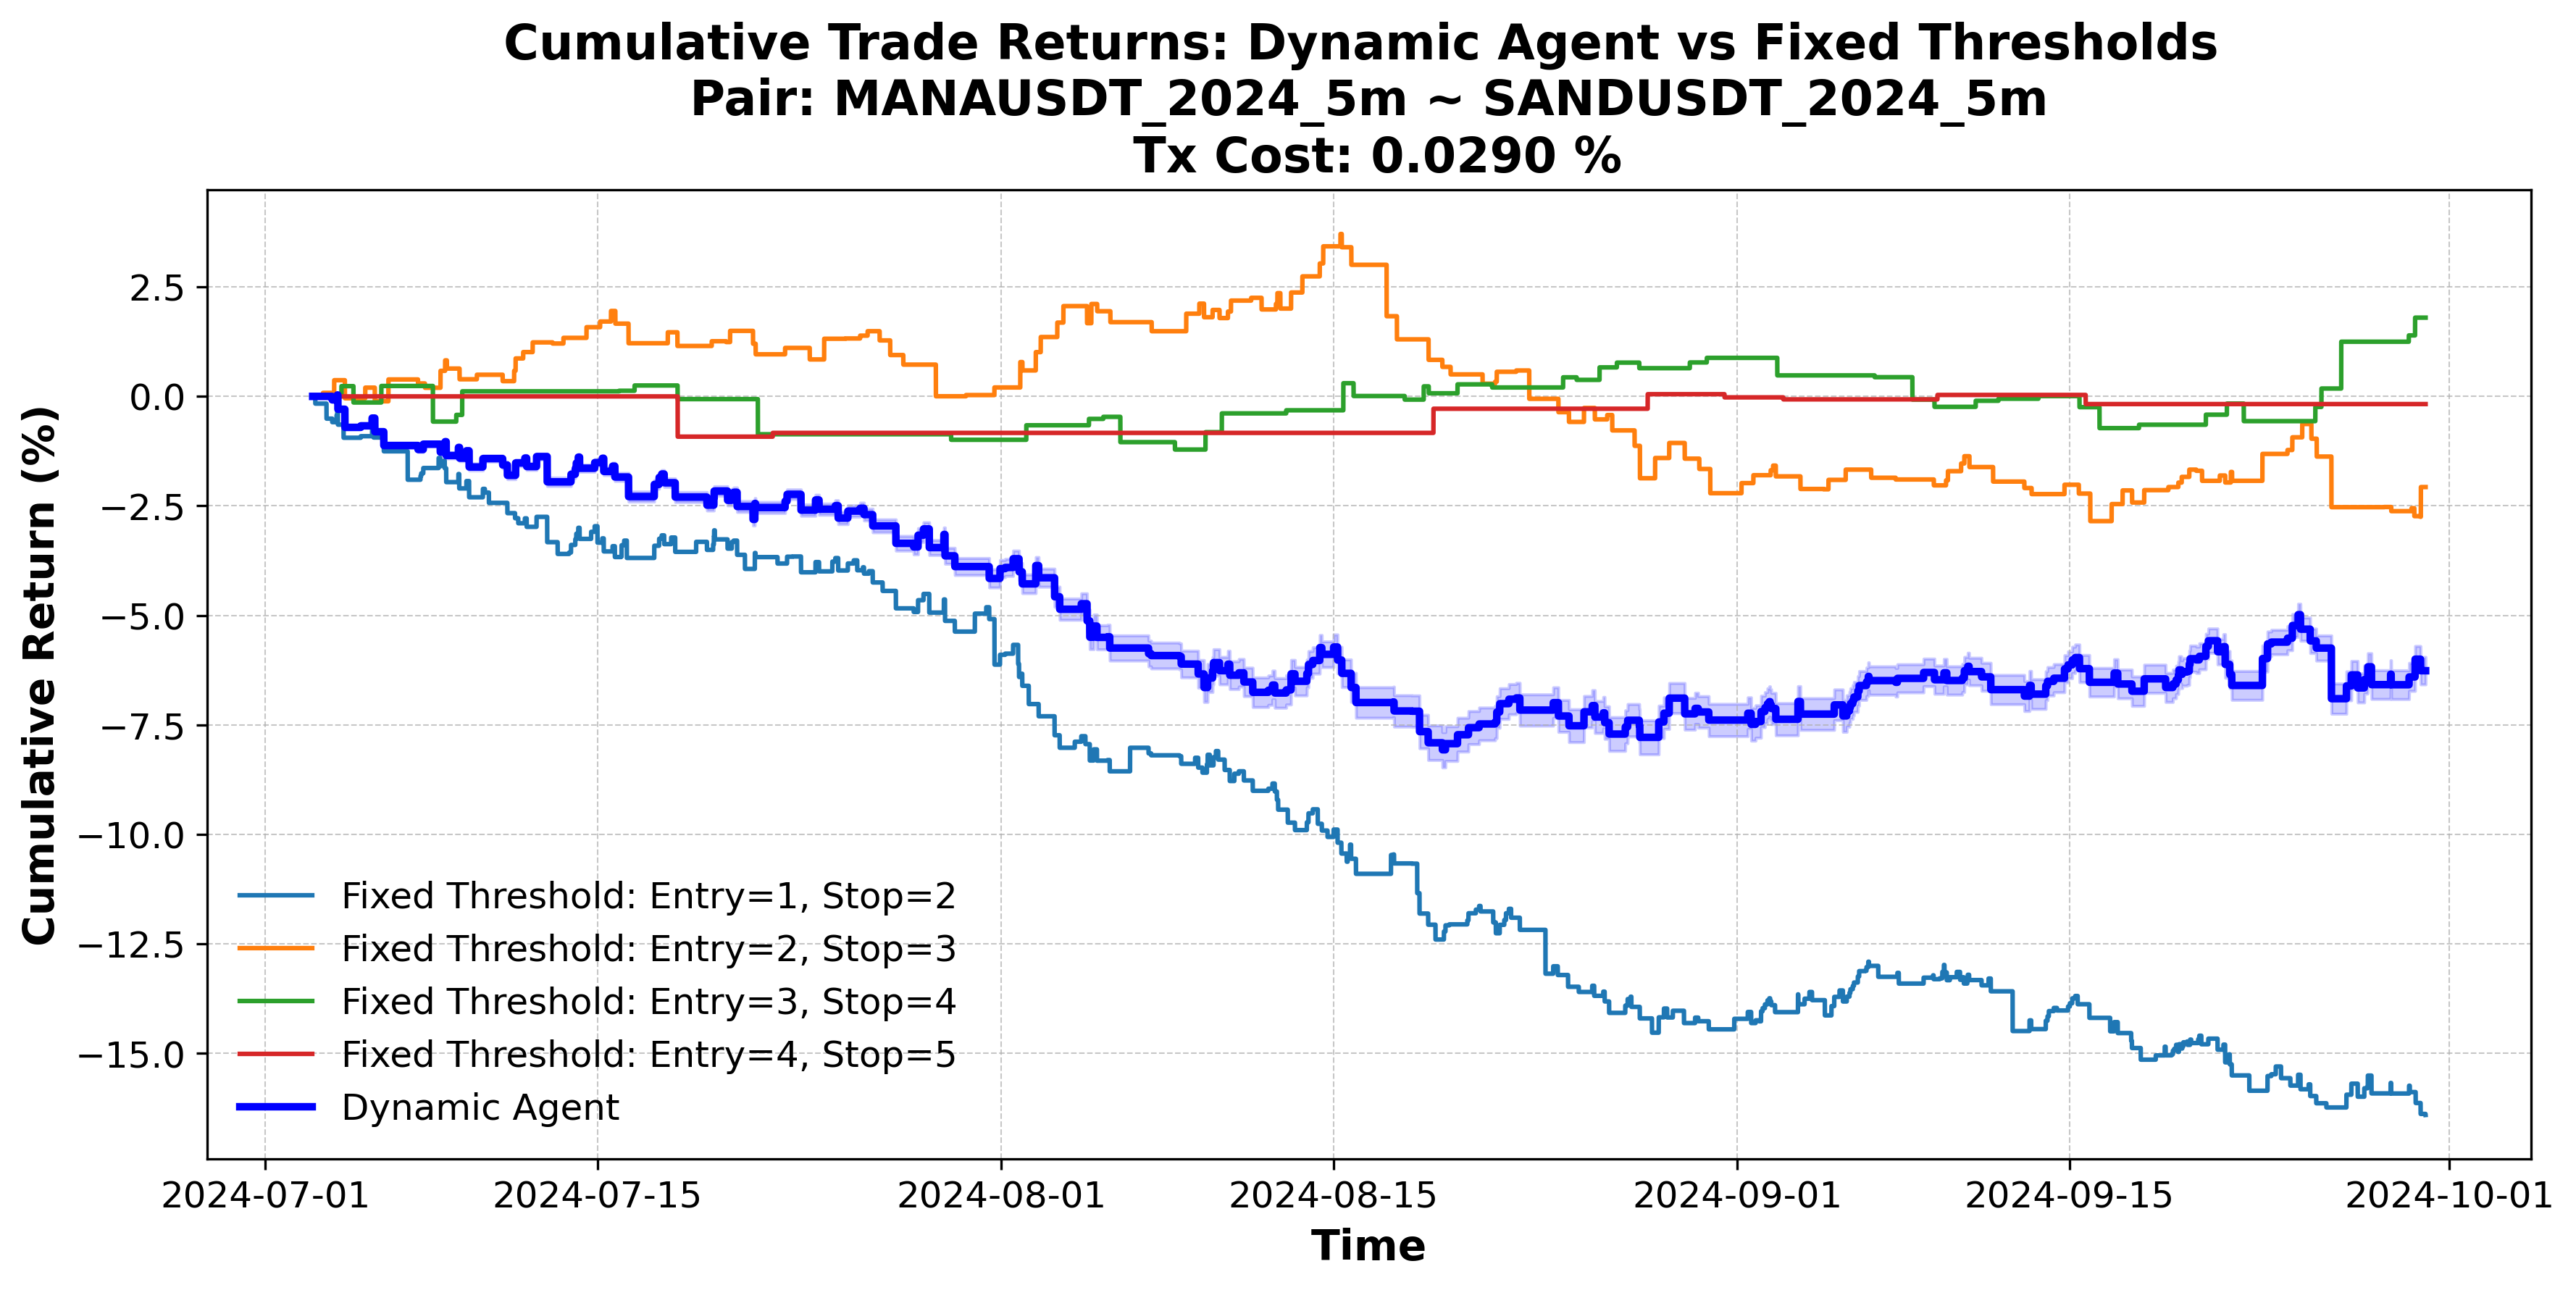 Cumulative Trade Returns: Dynamic Agent vs Fixed Thresholds
Pair: MANAUSDT_2024_5m ~ SANDUSDT_2024_5m
Tx Cost: 0.0290 %
Cumulative Return (%)
2.5
0.0
−2.5
−5.0
−7.5
−10.0
−12.5
−15.0
Fixed Threshold: Entry=1, Stop=2
Fixed Threshold: Entry=2, Stop=3
Fixed Threshold: Entry=3, Stop=4
Fixed Threshold: Entry=4, Stop=5
Dynamic Agent
2024-07-01 2024-07-15 2024-08-01 2024-08-15 2024-09-01 2024-09-15 2024-10-01
Time